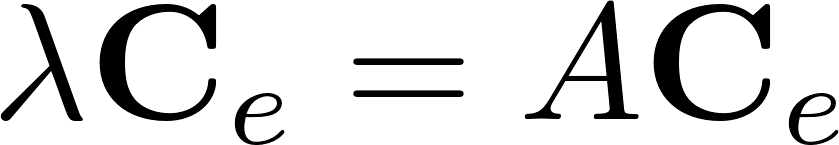 λC_e = AC_e